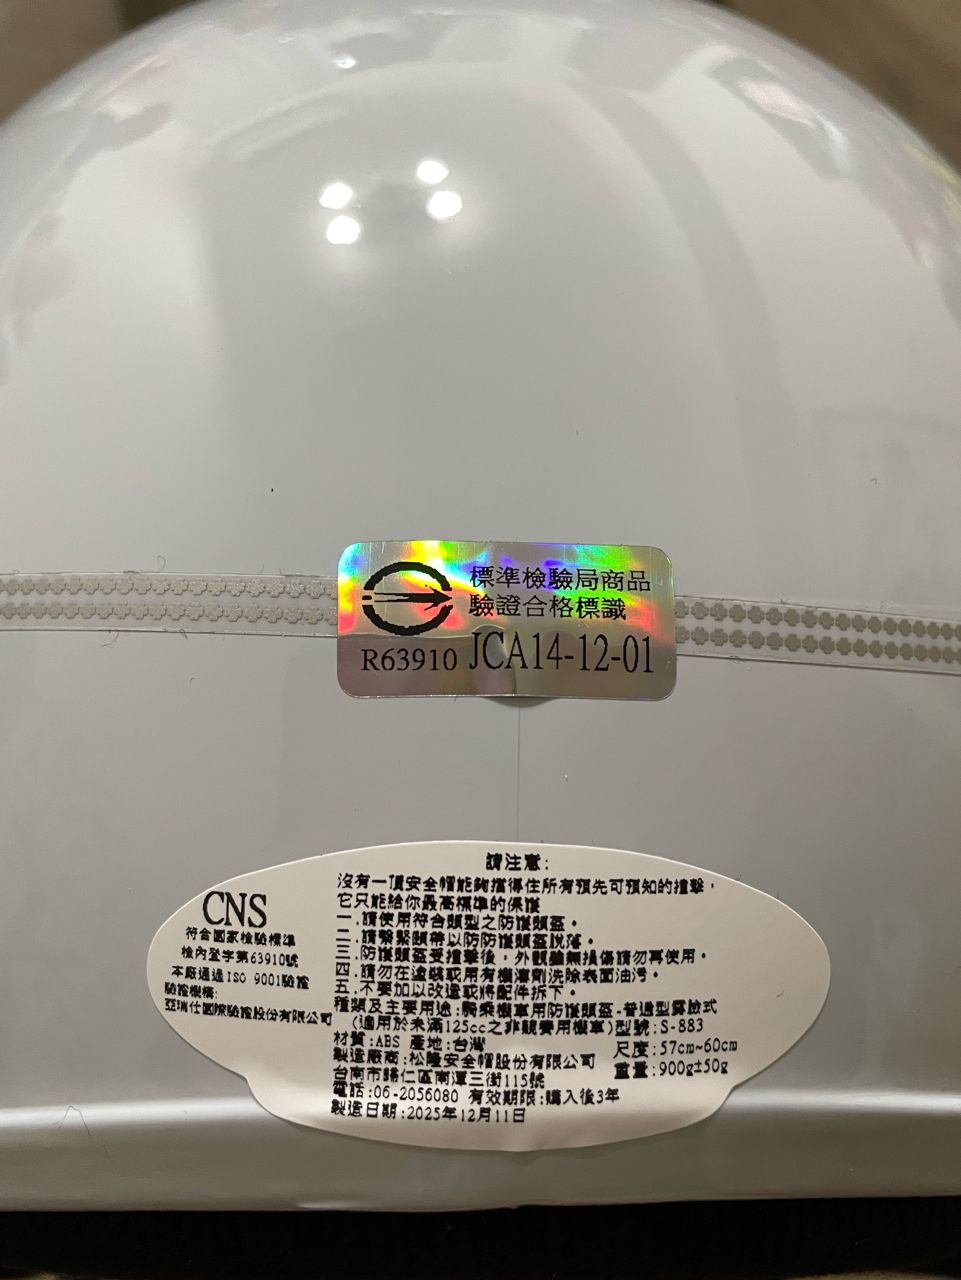 標準檢驗局商品
驗證合格標識
R63910 JCA14-12-01
請注意:
沒有一頂安全帽能夠擋得住所有預先可預知的撞擊，
它只能給你最高標準的保護
一.請使用符合頭型之防護頭盔。
二.請繫緊頤帶以防防護頭盔脫落。
三.防護頭盔受撞擊後，外觀雖無損傷請勿再使用。
四.請勿在塗裝或用有機溶劑洗除表面油污。
五.不要加以改造或將配件拆下。
種類及主要用途:騎乘機車用防護頭盔-普通型露臉式
(適用於未滿125cc之非競賽用機車)型號:S-883
材質:ABS 產地:台灣
尺度:57cm~60cm
製造廠商:松隆安全帽股份有限公司
重量:900g±50g
台南市歸仁區南潭三街115號
電話:06-2056080 有效期限:購入後3年
製造日期:2025年12月11日
CNS
符合國家檢驗標準
檢內登字第63910號
本廠通過ISO 9001驗證
驗證機構:
亞瑞仕國際驗證股份有限公司